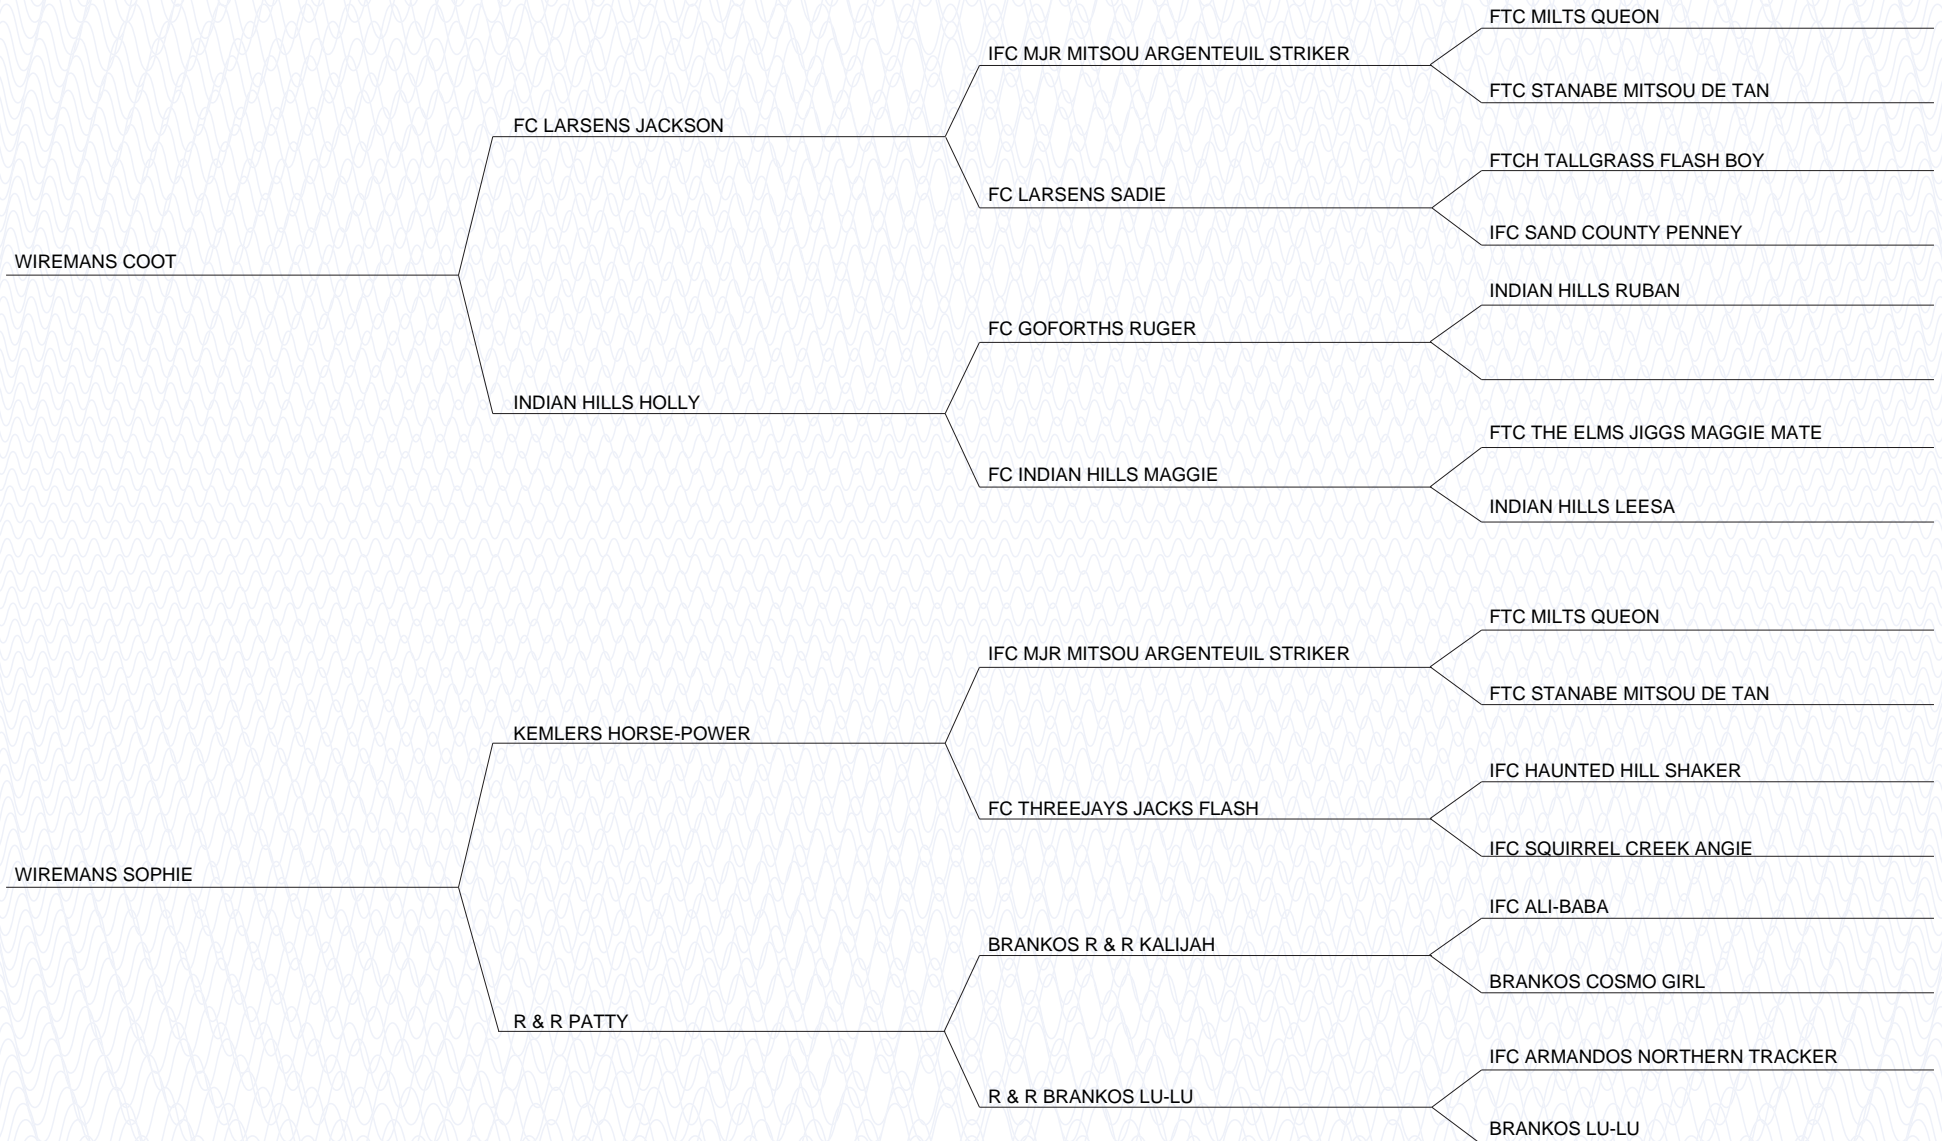 FTC MILTS QUEON
IFC MJR MITSOU ARGENTEUIL STRIKER
FTC STANABE MITSOU DE TAN
FC LARSENS JACKSON
FTCH TALLGRASS FLASH BOY
FC LARSENS SADIE
IFC SAND COUNTY PENNEY
WIREMANS COOT
INDIAN HILLS RUBAN
FC GOFORTHS RUGER
INDIAN HILLS HOLLY
FTC THE ELMS JIGGS MAGGIE MATE
FC INDIAN HILLS MAGGIE
INDIAN HILLS LEESA
FTC MILTS QUEON
IFC MJR MITSOU ARGENTEUIL STRIKER
FTC STANABE MITSOU DE TAN
KEMLERS HORSE-POWER
IFC HAUNTED HILL SHAKER
FC THREEJAYS JACKS FLASH
IFC SQUIRREL CREEK ANGIE
WIREMANS SOPHIE
IFC ALI-BABA
BRANKOS R & R KALIJAH
BRANKOS COSMO GIRL
R & R PATTY
IFC ARMANDOS NORTHERN TRACKER
R & R BRANKOS LU-LU
BRANKOS LU-LU